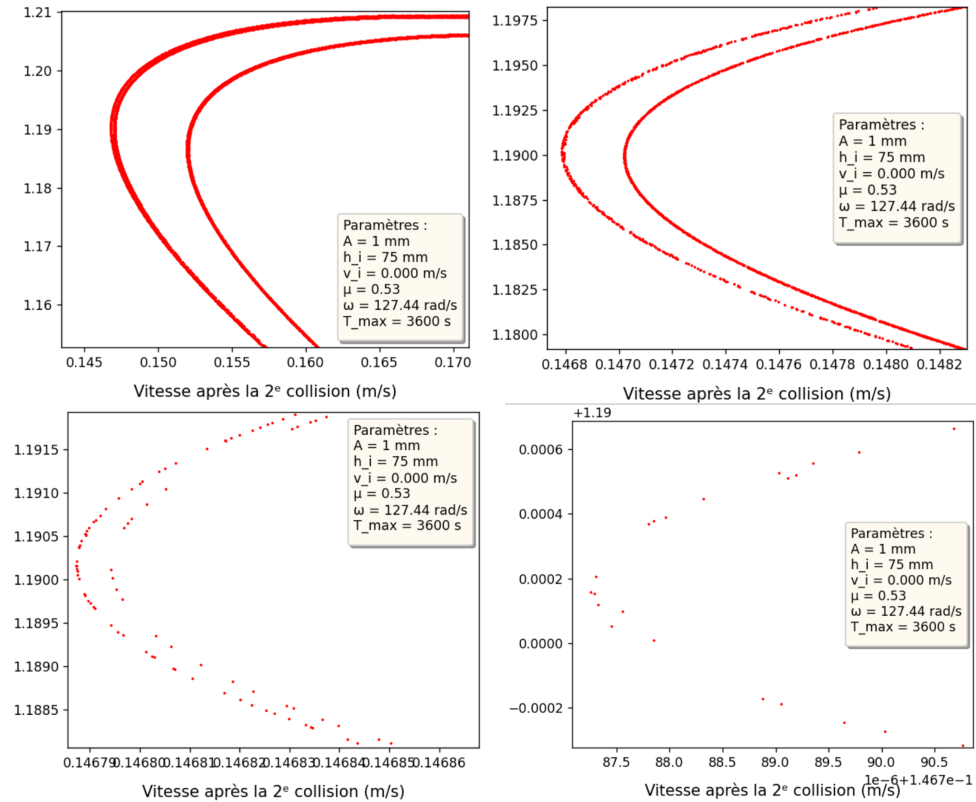 1.21
1.20
1.19
1.18
1.17
1.16
0.145 0.150 0.155 0.160 0.165 0.170
Vitesse après la 2ᵉ collision (m/s)
Paramètres :
A = 1 mm
h_i = 75 mm
v_i = 0.000 m/s
μ = 0.53
ω = 127.44 rad/s
T_max = 3600 s
1.1975
1.1950
1.1925
1.1900
1.1875
1.1850
1.1825
1.1800
0.1468 0.1470 0.1472 0.1474 0.1476 0.1478 0.1480 0.1482
Vitesse après la 2ᵉ collision (m/s)
Paramètres :
A = 1 mm
h_i = 75 mm
v_i = 0.000 m/s
μ = 0.53
ω = 127.44 rad/s
T_max = 3600 s
1.1915
1.1910
1.1905
1.1900
1.1895
1.1890
1.1885
0.14679 0.14680 0.14681 0.14682 0.14683 0.14684 0.14685 0.14686
Vitesse après la 2ᵉ collision (m/s)
Paramètres :
A = 1 mm
h_i = 75 mm
v_i = 0.000 m/s
μ = 0.53
ω = 127.44 rad/s
T_max = 3600 s
+1.19
0.0006
0.0004
0.0002
0.0000
−0.0002
87.5 88.0 88.5 89.0 89.5 90.0 90.5
1e−6+1.467e−1
Vitesse après la 2ᵉ collision (m/s)
Paramètres :
A = 1 mm
h_i = 75 mm
v_i = 0.000 m/s
μ = 0.53
ω = 127.44 rad/s
T_max = 3600 s